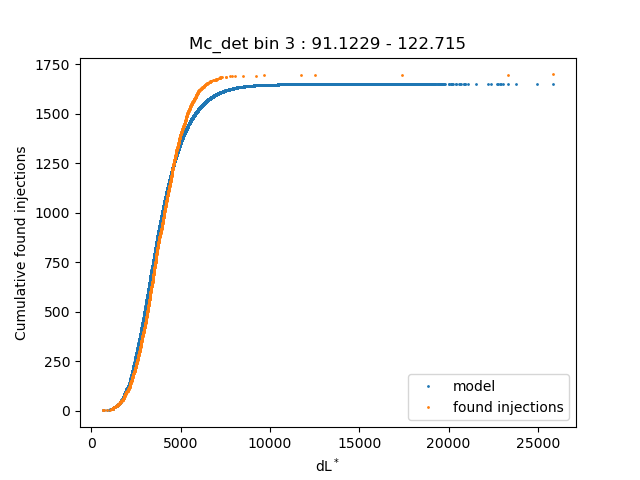 Mc_det bin 3 : 91.1229 - 122.715
Cumulative found injections
1750
1500
1250
1000
750
500
250
0
0 5000 10000 15000 20000 25000
dL*
model
found injections